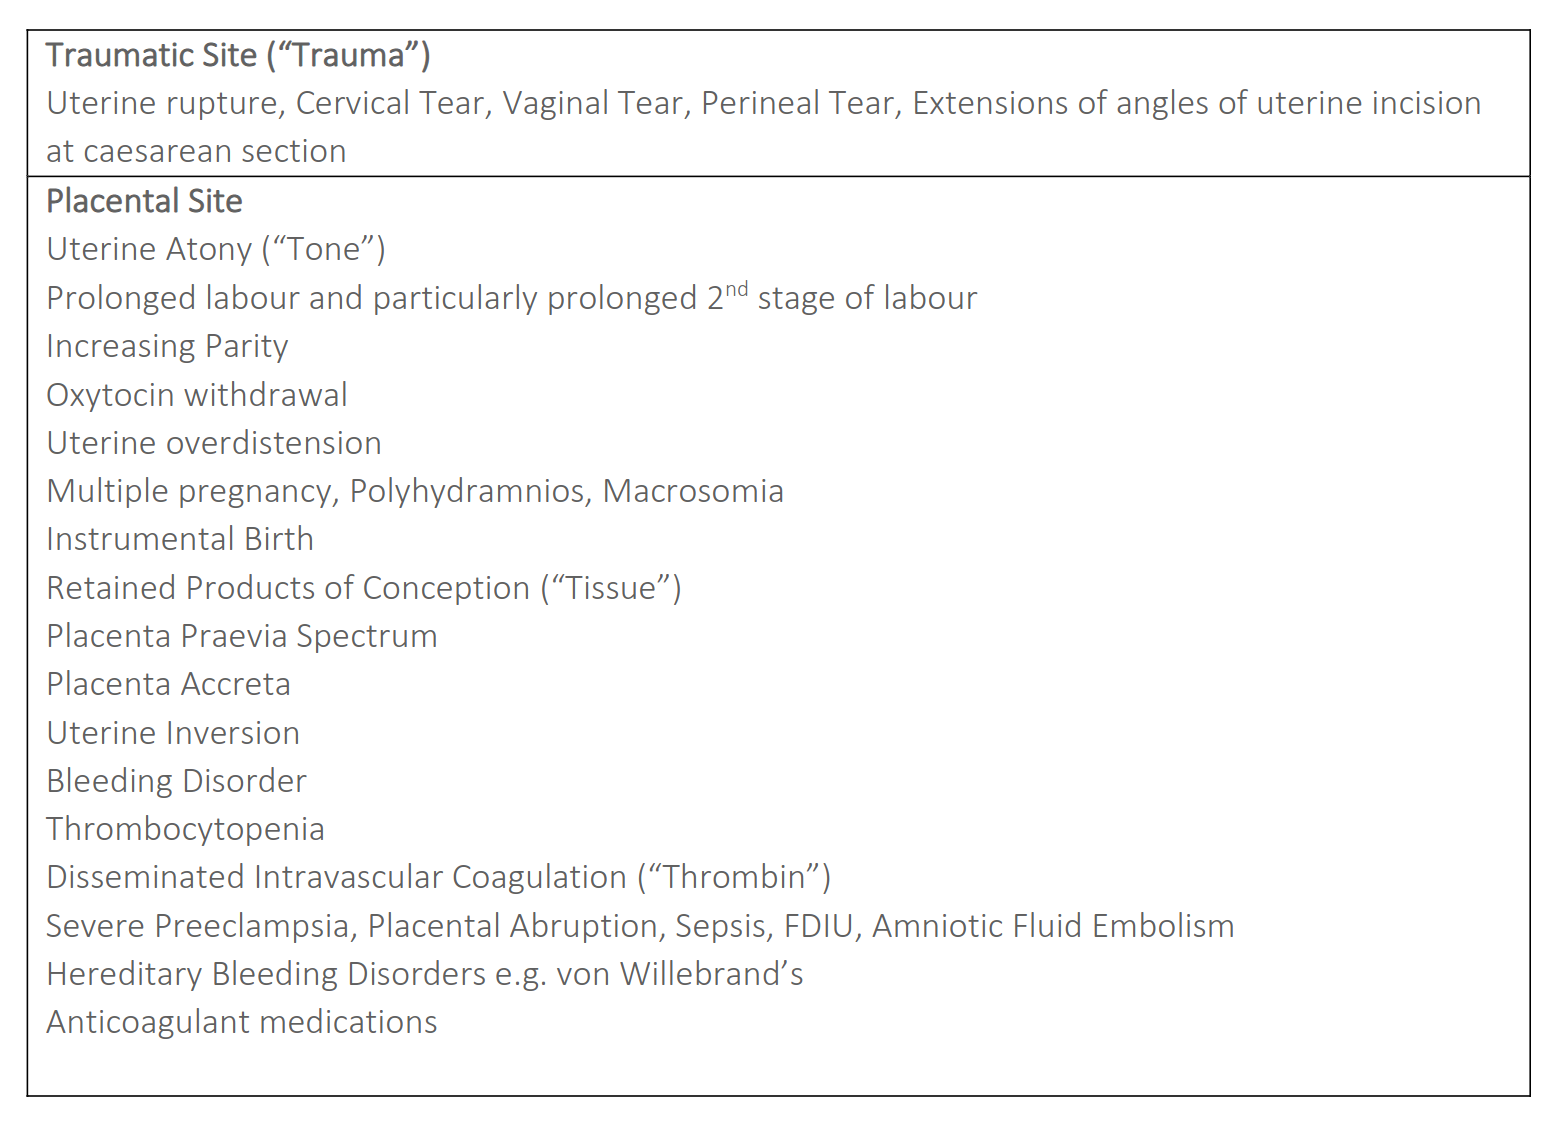 Traumatic Site (“Trauma”)
Uterine rupture, Cervical Tear, Vaginal Tear, Perineal Tear, Extensions of angles of uterine incision
at caesarean section
Placental Site
Uterine Atony (“Tone”)
Prolonged labour and particularly prolonged 2nd stage of labour
Increasing Parity
Oxytocin withdrawal
Uterine overdistension
Multiple pregnancy, Polyhydramnios, Macrosomia
Instrumental Birth
Retained Products of Conception (“Tissue”)
Placenta Praevia Spectrum
Placenta Accreta
Uterine Inversion
Bleeding Disorder
Thrombocytopenia
Disseminated Intravascular Coagulation (“Thrombin”)
Severe Preeclampsia, Placental Abruption, Sepsis, FDIU, Amniotic Fluid Embolism
Hereditary Bleeding Disorders e.g. von Willebrand’s
Anticoagulant medications